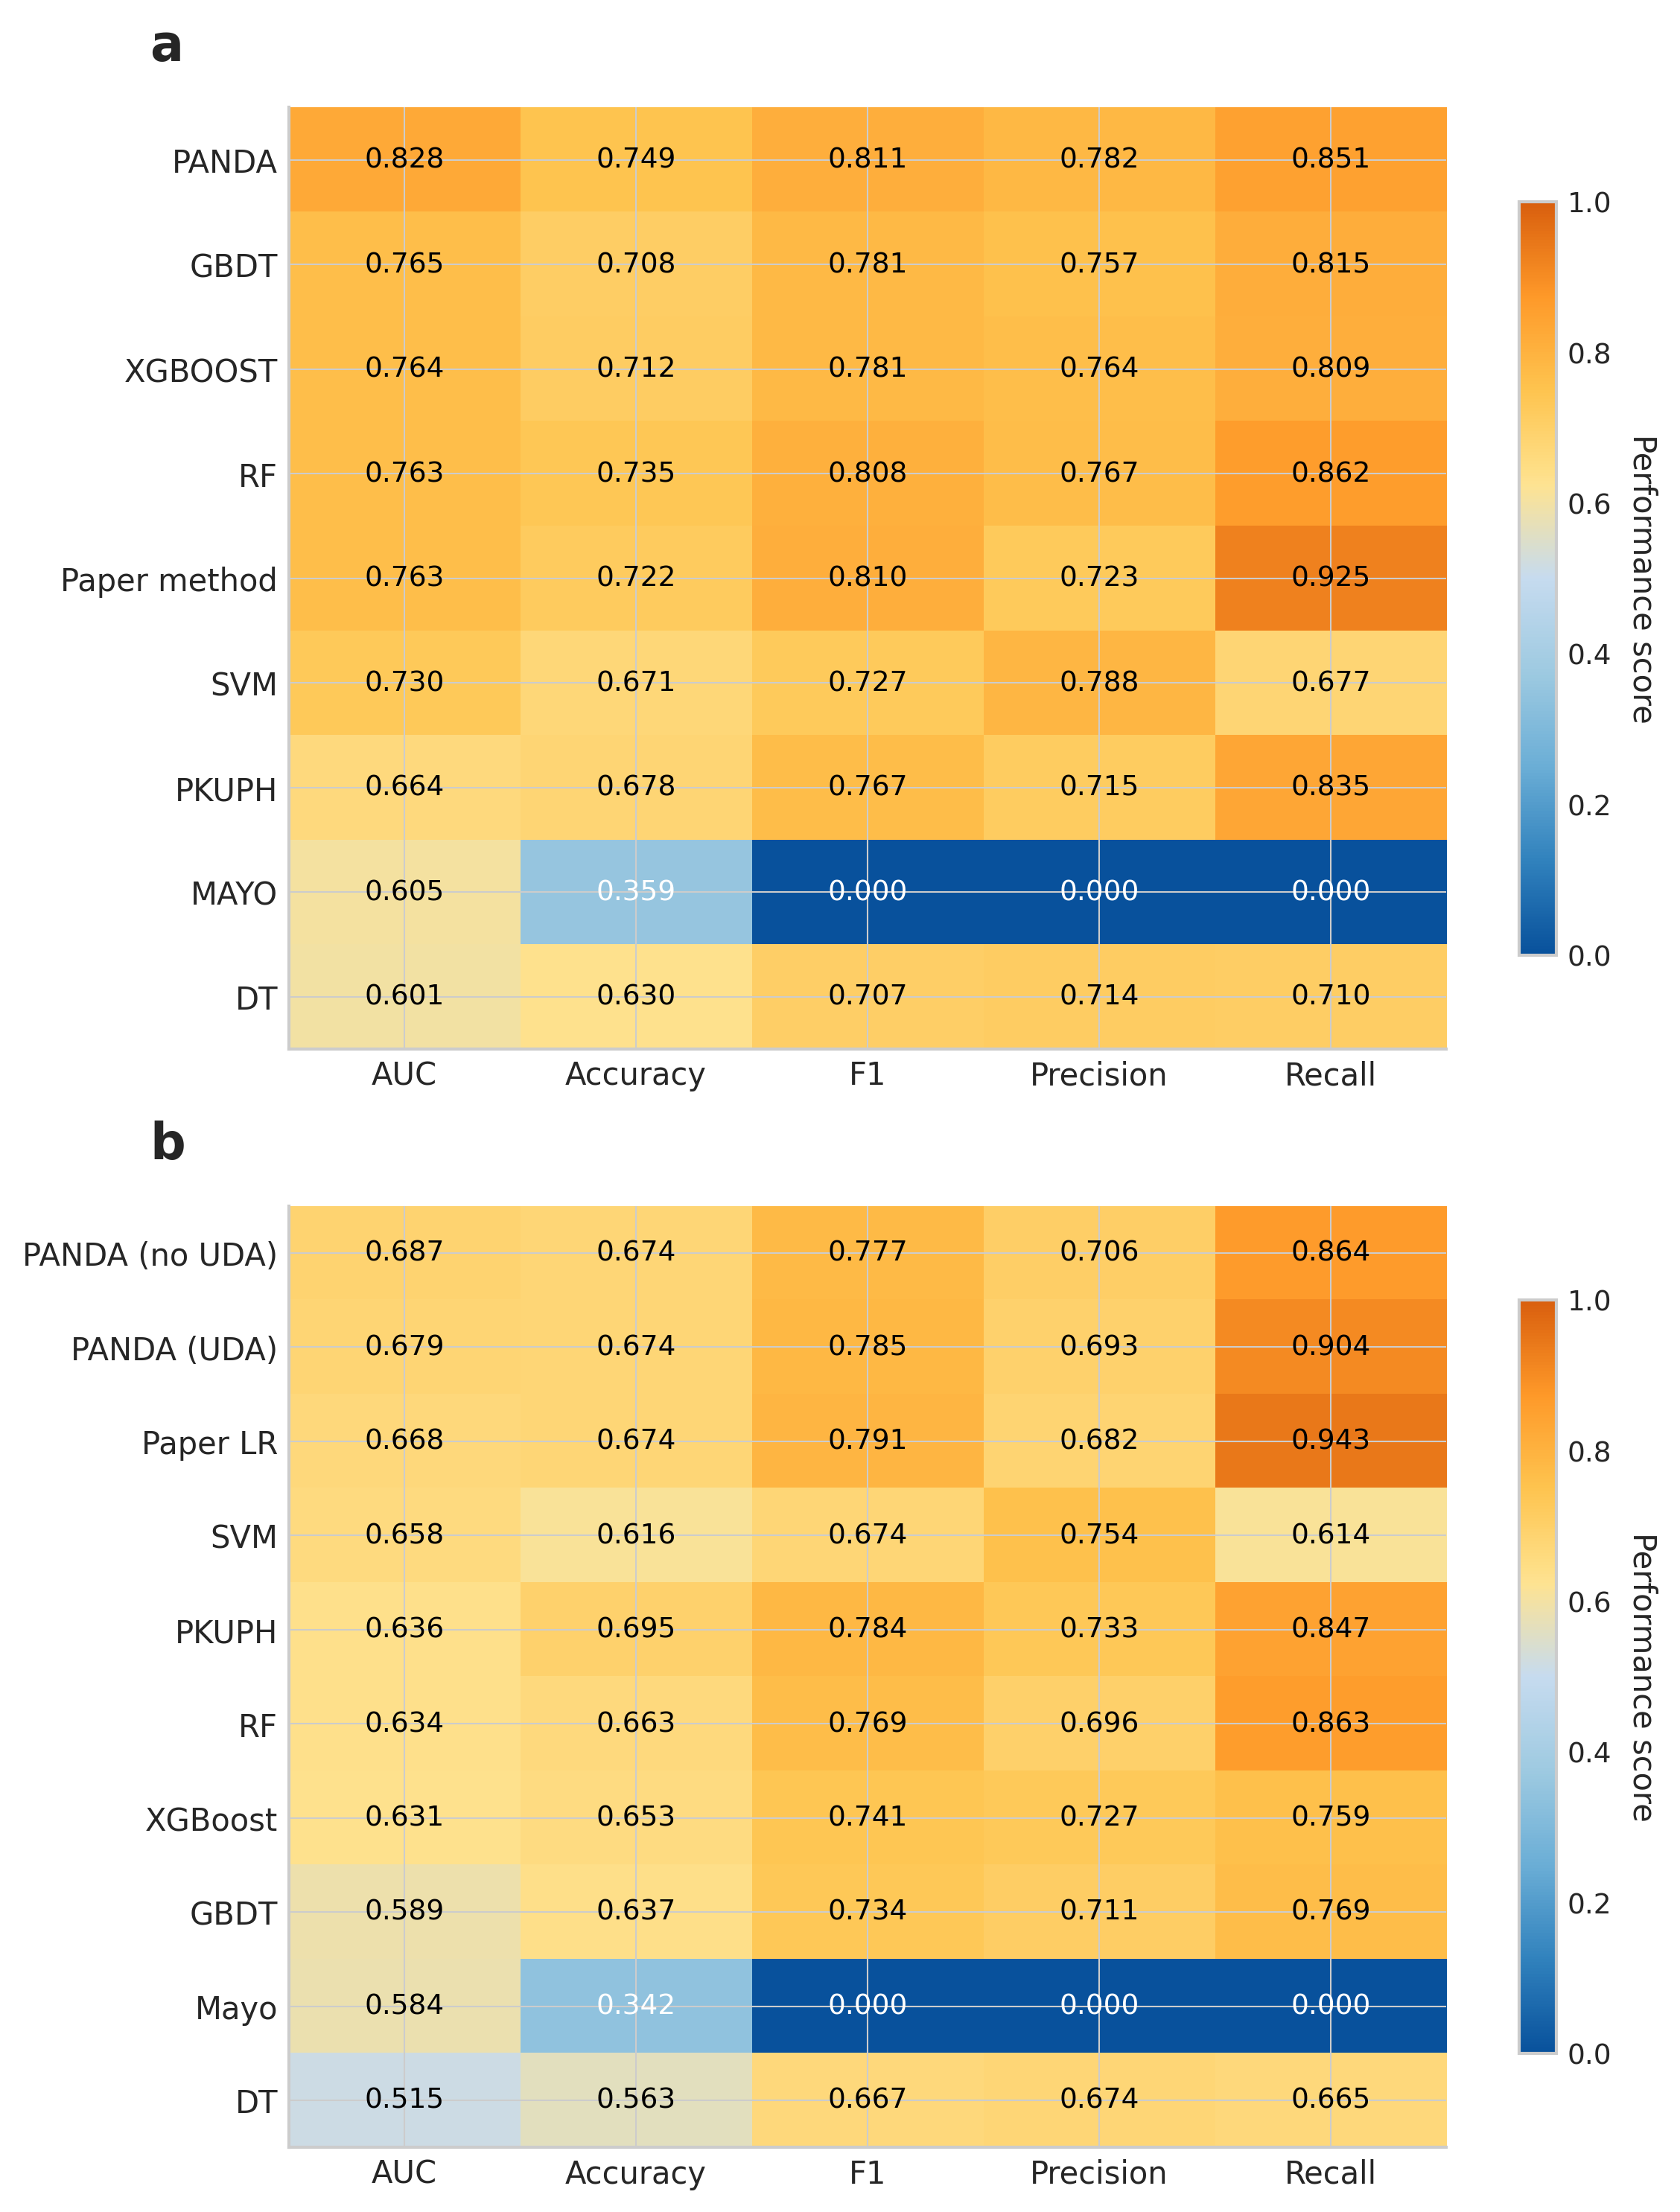 a
PANDA 0.828 0.749 0.811 0.782 0.851
GBDT 0.765 0.708 0.781 0.757 0.815
XGBOOST 0.764 0.712 0.781 0.764 0.809
RF 0.763 0.735 0.808 0.767 0.862
Paper method 0.763 0.722 0.810 0.723 0.925
SVM 0.730 0.671 0.727 0.788 0.677
PKUPH 0.664 0.678 0.767 0.715 0.835
MAYO 0.605 0.359 0.000 0.000 0.000
DT 0.601 0.630 0.707 0.714 0.710
AUC Accuracy F1 Precision Recall
1.0
0.8
0.6
0.4
0.2
0.0
Performance score
b
PANDA (no UDA) 0.687 0.674 0.777 0.706 0.864
PANDA (UDA) 0.679 0.674 0.785 0.693 0.904
Paper LR 0.668 0.674 0.791 0.682 0.943
SVM 0.658 0.616 0.674 0.754 0.614
PKUPH 0.636 0.695 0.784 0.733 0.847
RF 0.634 0.663 0.769 0.696 0.863
XGBoost 0.631 0.653 0.741 0.727 0.759
GBDT 0.589 0.637 0.734 0.711 0.769
Mayo 0.584 0.342 0.000 0.000 0.000
DT 0.515 0.563 0.667 0.674 0.665
AUC Accuracy F1 Precision Recall
1.0
0.8
0.6
0.4
0.2
0.0
Performance score